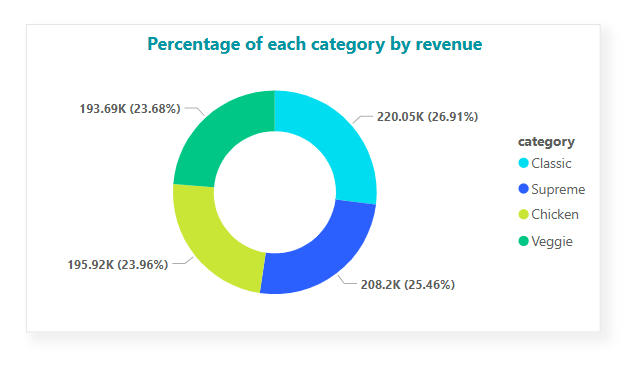 Percentage of each category by revenue
193.69K (23.68%)
220.05K (26.91%)
category
Classic
Supreme
Chicken
Veggie
195.92K (23.96%)
208.2K (25.46%)